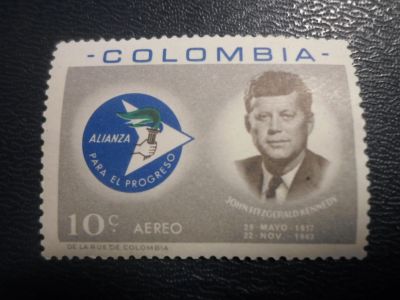 - COLOMBIA -
ALIANZA
PARA EL PROGRESO
JOHN FITZGERALD KENNEDY
29 - MAYO - 1917
22 - NOV. - 1963
10c. AEREO
DE LA RUE DE COLOMBIA